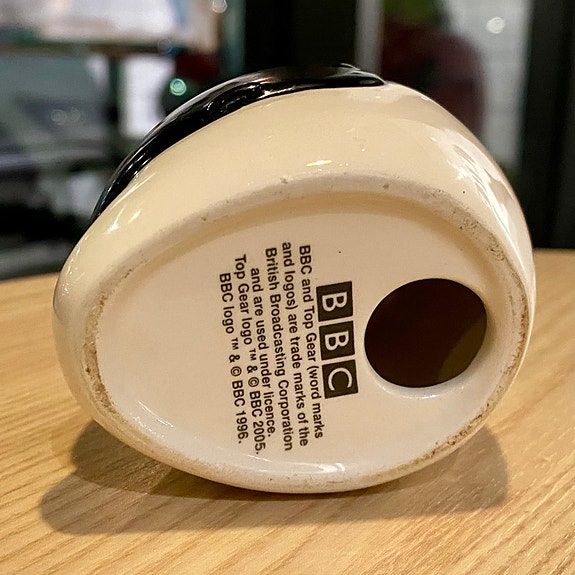 BBC
BBC and Top Gear (word marks
and logos) are trade marks of the
British Broadcasting Corporation
and are used under licence.
Top Gear logo ™ & © BBC 2005.
BBC logo ™ & © BBC 1996.